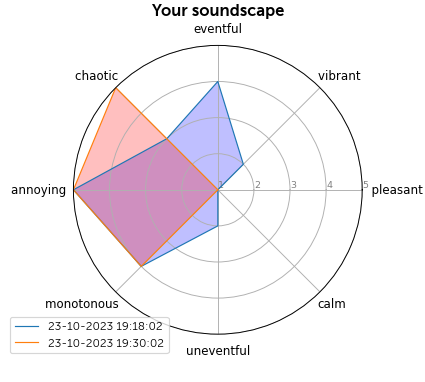 Your soundscape
eventful
chaotic
vibrant
annoying
1
2
3
4
5
pleasant
monotonous
calm
23-10-2023 19:18:02
23-10-2023 19:30:02
uneventful